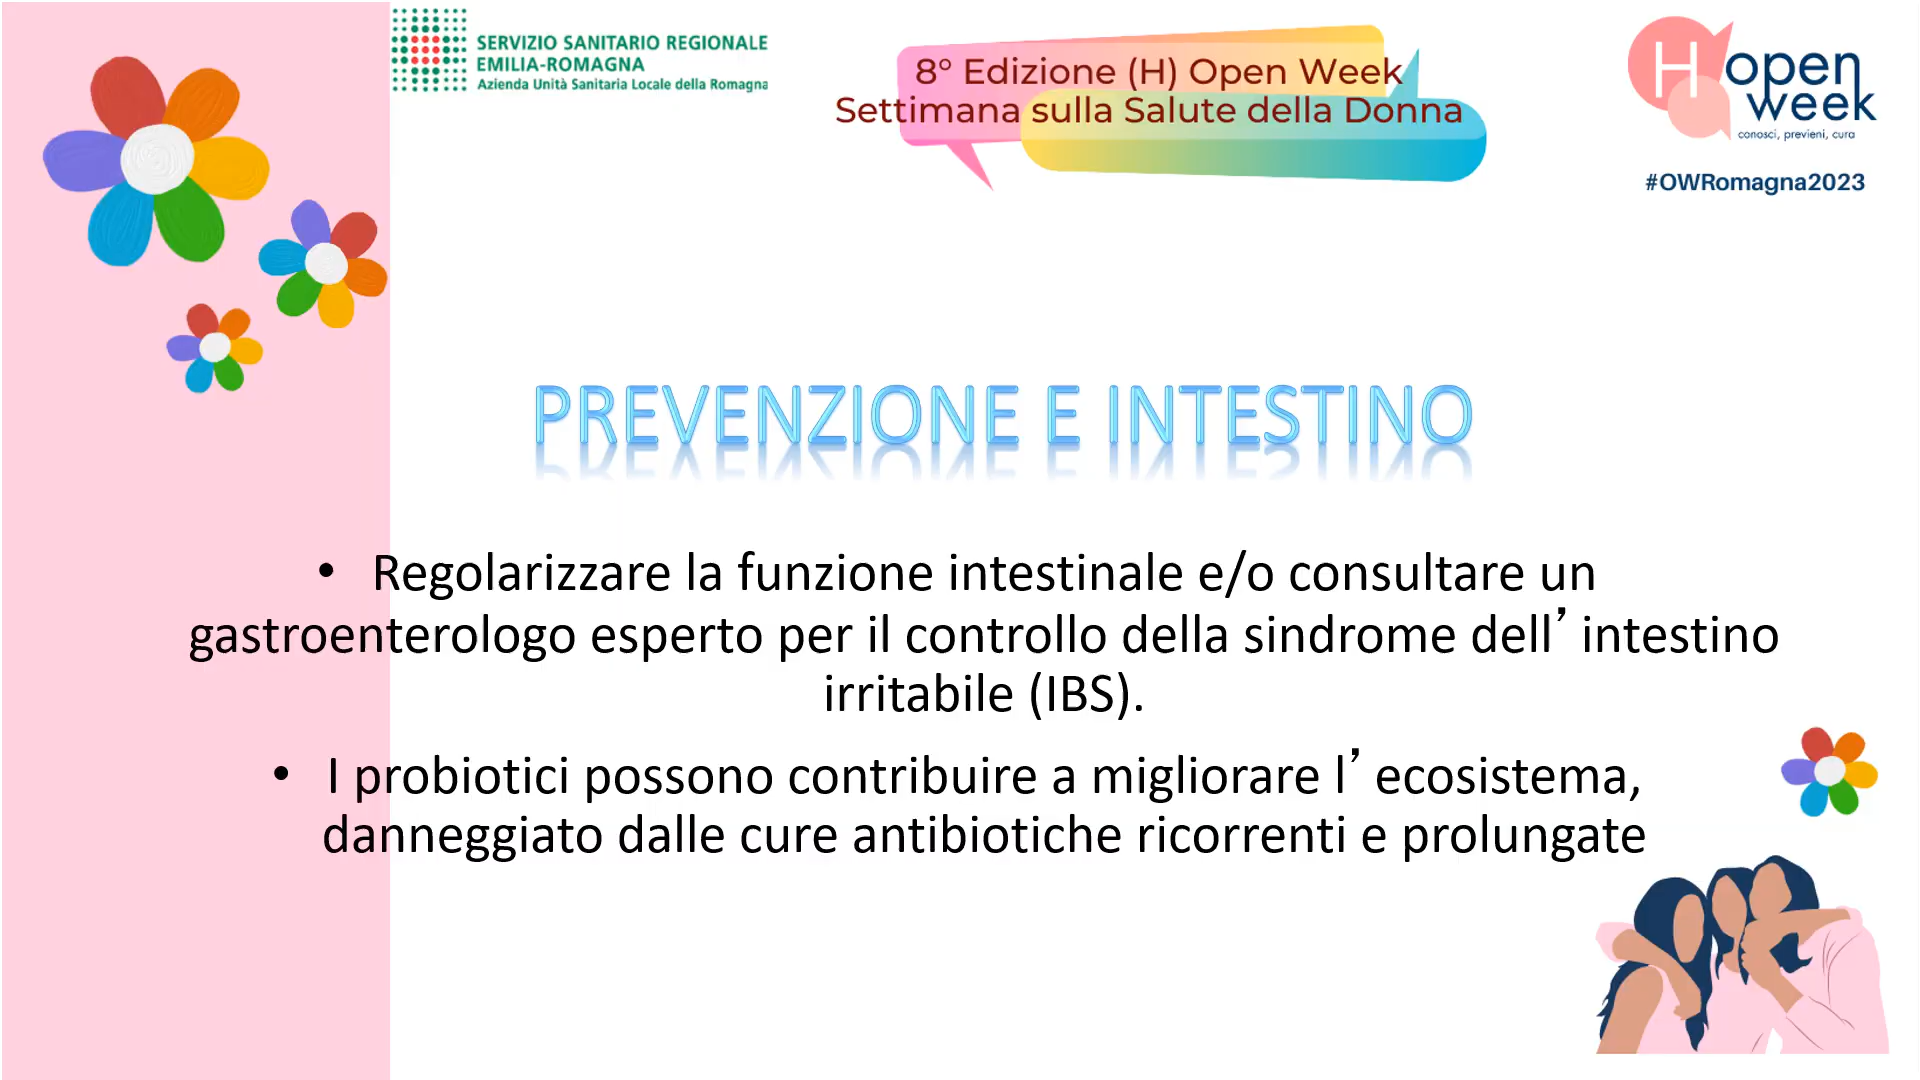 SERVIZIO SANITARIO REGIONALE
EMILIA-ROMAGNA
Azienda Unità Sanitaria Locale della Romagna
8° Edizione (H) Open Week
Settimana sulla Salute della Donna
H open
week
conosci, previeni, cura
#OWRomagna2023
PREVENZIONE E INTESTINO
• Regolarizzare la funzione intestinale e/o consultare un
gastroenterologo esperto per il controllo della sindrome dell’intestino
irritabile (IBS).
• I probiotici possono contribuire a migliorare l’ecosistema,
danneggiato dalle cure antibiotiche ricorrenti e prolungate